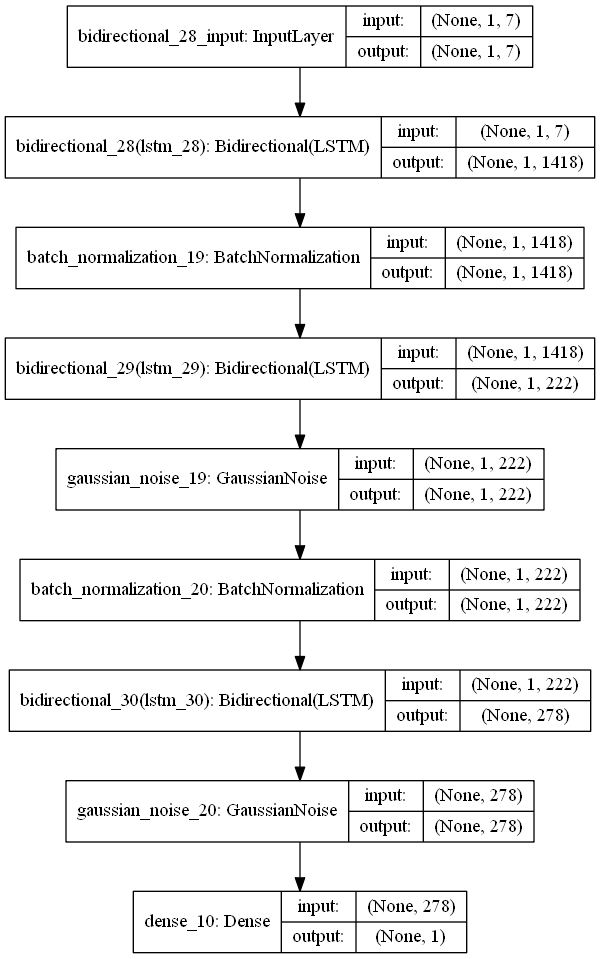 bidirectional_28_input: InputLayer
input: (None, 1, 7)
output: (None, 1, 7)
bidirectional_28(lstm_28): Bidirectional(LSTM)
input: (None, 1, 7)
output: (None, 1, 1418)
batch_normalization_19: BatchNormalization
input: (None, 1, 1418)
output: (None, 1, 1418)
bidirectional_29(lstm_29): Bidirectional(LSTM)
input: (None, 1, 1418)
output: (None, 1, 222)
gaussian_noise_19: GaussianNoise
input: (None, 1, 222)
output: (None, 1, 222)
batch_normalization_20: BatchNormalization
input: (None, 1, 222)
output: (None, 1, 222)
bidirectional_30(lstm_30): Bidirectional(LSTM)
input: (None, 1, 222)
output: (None, 278)
gaussian_noise_20: GaussianNoise
input: (None, 278)
output: (None, 278)
dense_10: Dense
input: (None, 278)
output: (None, 1)